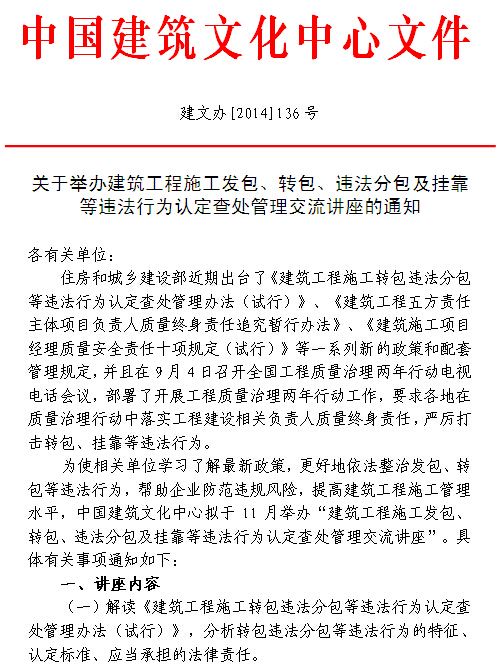 中国建筑文化中心文件
建文办[2014]136号
关于举办建筑工程施工发包、转包、违法分包及挂靠
等违法行为认定查处管理交流讲座的通知
各有关单位：
住房和城乡建设部近期出台了《建筑工程施工转包违法分包
等违法行为认定查处管理办法（试行）》、《建筑工程五方责任
主体项目负责人质量终身责任追究暂行办法》、《建筑施工项目
经理质量安全责任十项规定（试行）》等一系列新的政策和配套
管理规定，并且在9月4日召开全国工程质量治理两年行动电视
电话会议，部署了开展工程质量治理两年行动工作，要求各地在
质量治理行动中落实工程建设相关负责人质量终身责任，严厉打
击转包、挂靠等违法行为。
为使相关单位学习了解最新政策，更好地依法整治发包、转
包等违法行为，帮助企业防范违规风险，提高建筑工程施工管理
水平，中国建筑文化中心拟于11月举办“建筑工程施工发包、
转包、违法分包及挂靠等违法行为认定查处管理交流讲座”。具
体有关事项通知如下：
一、讲座内容
（一）解读《建筑工程施工转包违法分包等违法行为认定查
处管理办法（试行）》，分析转包违法分包等违法行为的特征、
认定标准、应当承担的法律责任。